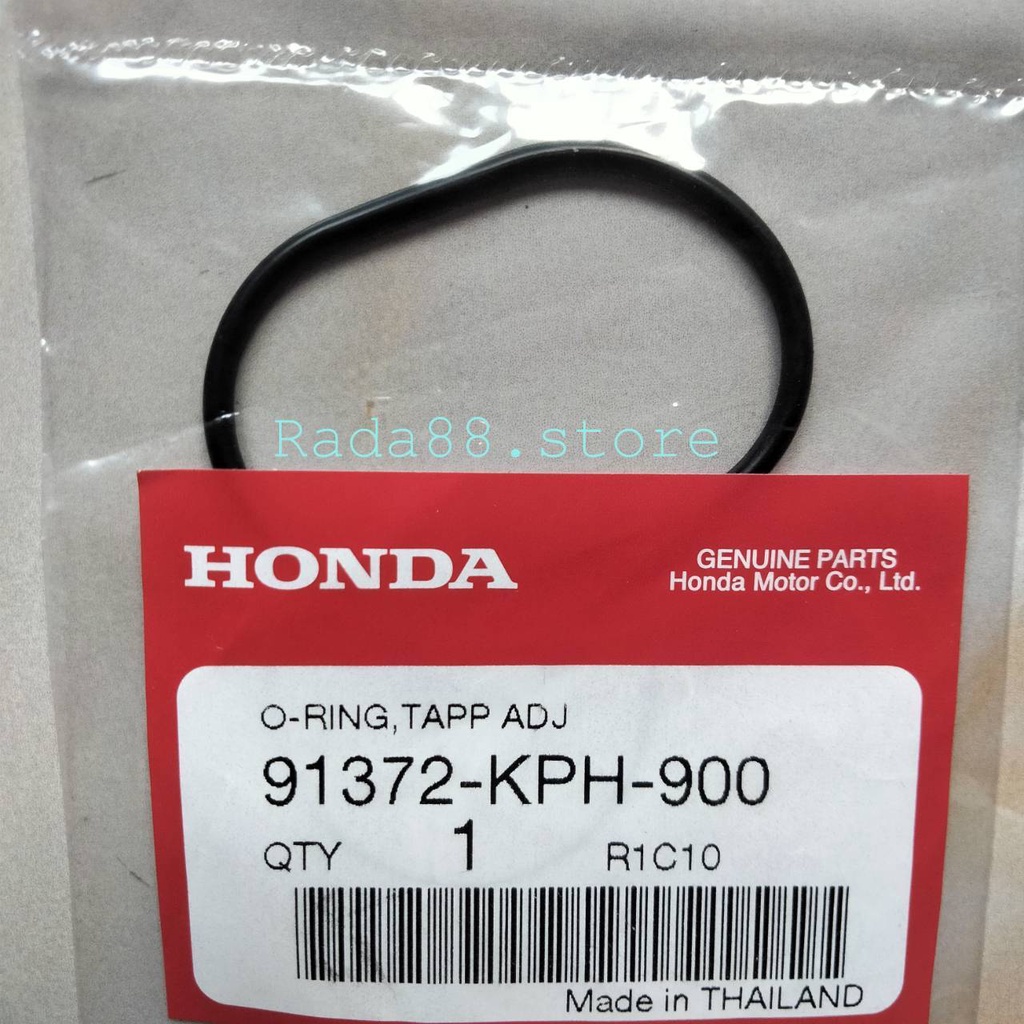 Rada88.store
HONDA
GENUINE PARTS
Honda Motor Co., Ltd.
O-RING,TAPP ADJ
91372-KPH-900
QTY 1 R1C10
Made in THAILAND